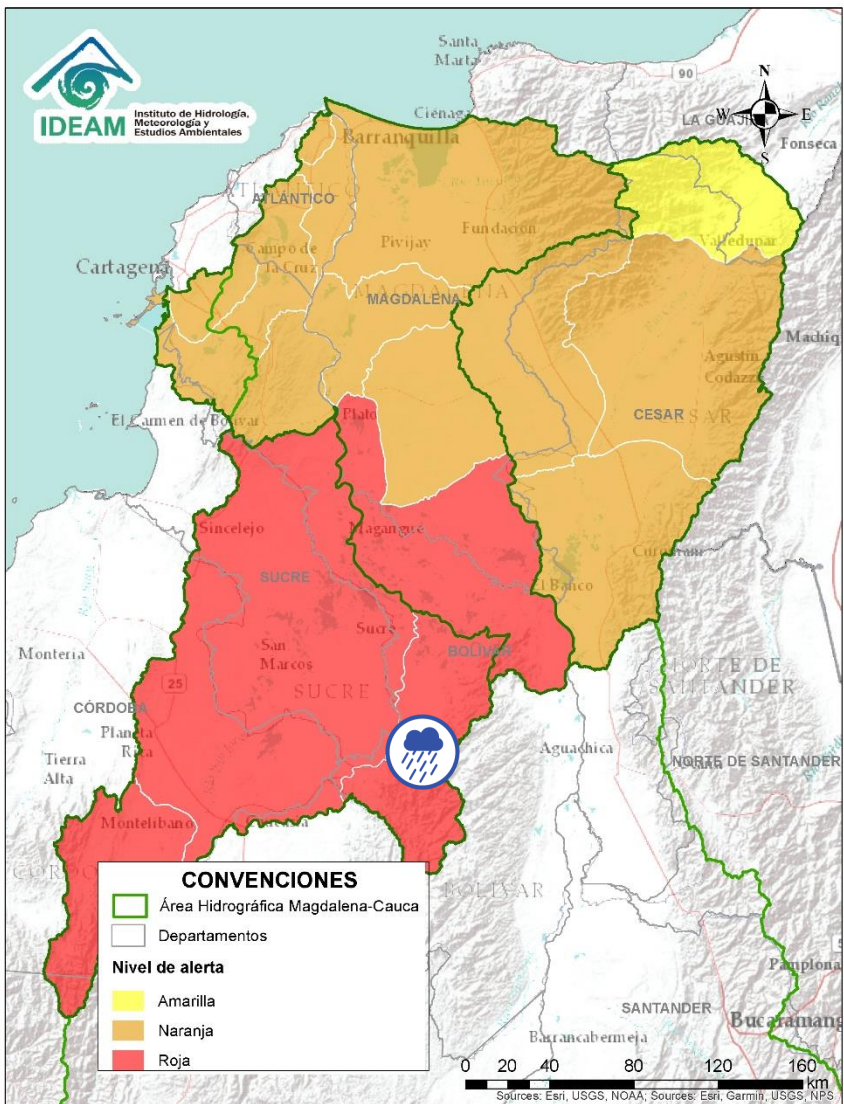 IDEAM
Instituto de Hidrología,
Meteorología y
Estudios Ambientales
N
E
S
Santa
Marta
90
LA GUAJIRA
Fonseca
Ciénaga
Barranquilla
ATLÁNTICO
Valledupar
Fundación
Pivijay
Cartagena
Campo de
la Cruz
MAGDALENA
MAGDALENA
Agustín
Codazzi
El Carmen de Bolívar
Plato
CESAR
CESAR
Sincelejo
Magangué
El Banco
SUCRE
Sucre
BOLÍVAR
San
Marcos
SUCRE
Montería
25
CÓRDOBA
Planeta
Rica
Tierra
Alta
Aguachica
NORTE DE
SANTANDER
NORTE DE SANTANDER
Montelibano
BOLÍVAR
CONVENCIONES
Área Hidrográfica Magdalena-Cauca
Departamentos
Nivel de alerta
Amarilla
Naranja
Roja
Pamplona
SANTANDER
Bucaramang
Barrancabermeja
0 20 40 80 120 160
km
Sources: Esri, USGS, NOAA; Sources: Esri, Garmin, USGS, NPS